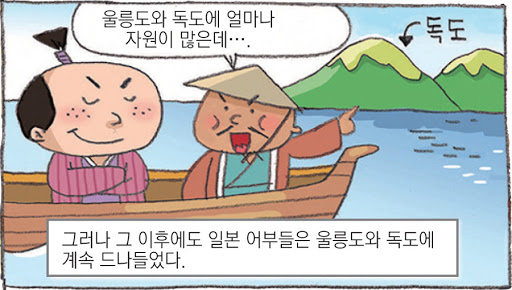 울릉도와 독도에 얼마나
자원이 많은데….
독도
그러나 그 이후에도 일본 어부들은 울릉도와 독도에
계속 드나들었다.